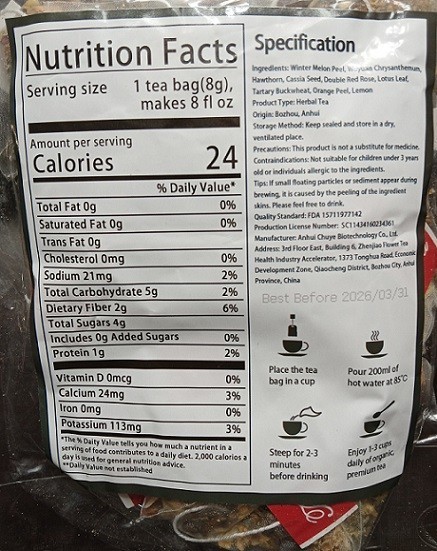 Nutrition Facts
Serving size 1 tea bag(8g),
makes 8 fl oz
Amount per serving
Calories 24
% Daily Value*
Total Fat 0g 0%
Saturated Fat 0g 0%
Trans Fat 0g
Cholesterol 0mg 0%
Sodium 21mg 2%
Total Carbohydrate 5g 2%
Dietary Fiber 2g 6%
Total Sugars 4g
Includes 0g Added Sugars 0%
Protein 1g 2%
Vitamin D 0mcg 0%
Calcium 24mg 3%
Iron 0mg 0%
Potassium 113mg 3%
*The % Daity Value tells you how much a nutrient in a
serving of food contributes to a daily diet. 2,000 calories a
day is used for general nutrition advice.
**Daily Value not established
Specification
Ingredients: Winter Melon Peel, Chrysanthemum,
Hawthorn, Cassia Seed, Double Red Rose, Lotus Leaf,
Tartary Buckwheat, Orange Peel, Lemon
Product Type: Herbal Tea
Origin: Bozhou, Anhui
Storage Method: Keep sealed and store in a dry,
ventilated place.
Precautions: This product is not a substitute for medicine.
Contraindications: Not suitable for children under 3 years
old or individuals allergic to the ingredients.
Tips: If small floating particles or sediment appear during
brewing, it is caused by the peeling of the ingredient
skins. Please feel free to drink.
Quality Standard: FDA 15711977142
Production License Number: SC11434160234361
Manufacturer: Anhui Chuye Biotechnology Co., Ltd.
Address: 3rd Floor East, Building 6, Zhenjiao Flower Tea
Health Industry Accelerator, 1373 Tonghua Road, Economic
Development Zone, Qiaocheng District, Bozhou City, Anhui
Province, China
Best Before 2026/03/31
Place the tea
bag in a cup
Pour 200ml of
hot water at 85°C
Steep for 2-3
minutes
before drinking
Enjoy 1-3 cups
daily of organic,
premium tea